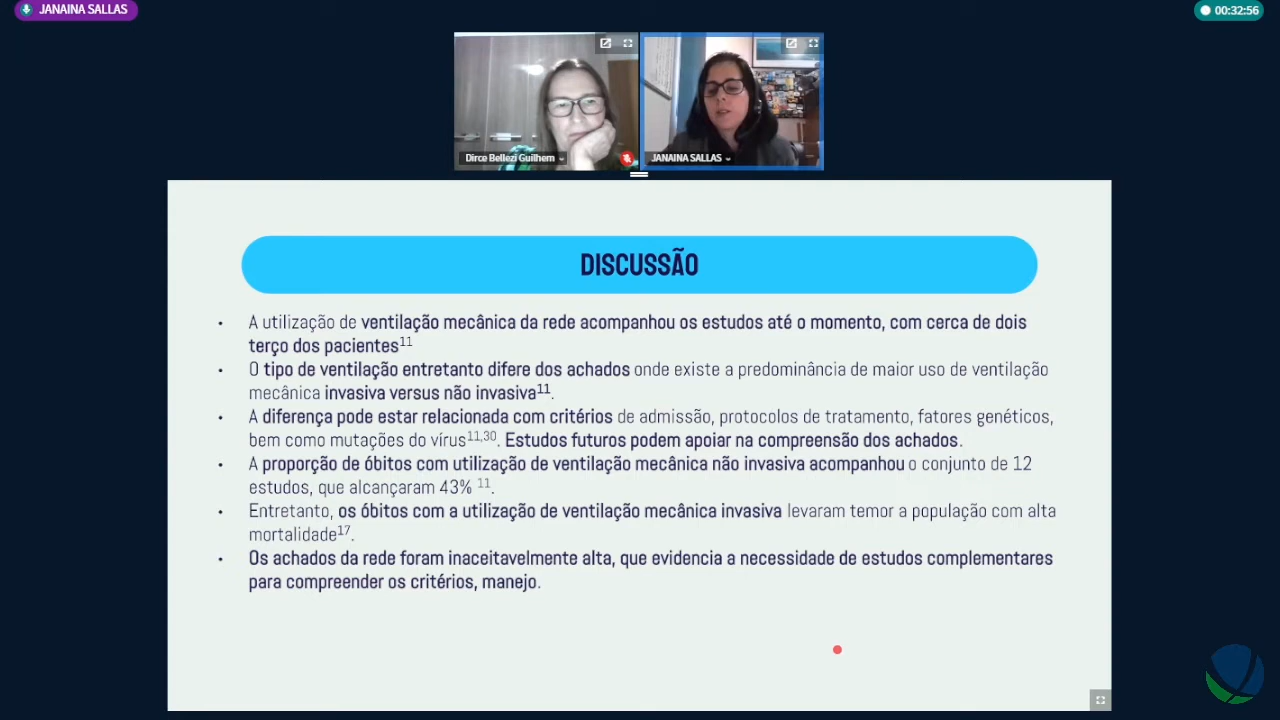 JANAINA SALLAS
00:32:56
Dirce Bellezi Guilhem
JANAINA SALLAS
DISCUSSÃO
• A utilização de ventilação mecânica da rede acompanhou os estudos até o momento, com cerca de dois
terço dos pacientes¹¹
• O tipo de ventilação entretanto difere dos achados onde existe a predominância de maior uso de ventilação
mecânica invasiva versus não invasiva¹¹.
• A diferença pode estar relacionada com critérios de admissão, protocolos de tratamento, fatores genéticos,
bem como mutações do vírus¹¹,³⁰. Estudos futuros podem apoiar na compreensão dos achados.
• A proporção de óbitos com utilização de ventilação mecânica não invasiva acompanhou o conjunto de 12
estudos, que alcançaram 43% ¹¹.
• Entretanto, os óbitos com a utilização de ventilação mecânica invasiva levaram temor a população com alta
mortalidade¹⁷.
• Os achados da rede foram inaceitavelmente alta, que evidencia a necessidade de estudos complementares
para compreender os critérios, manejo.